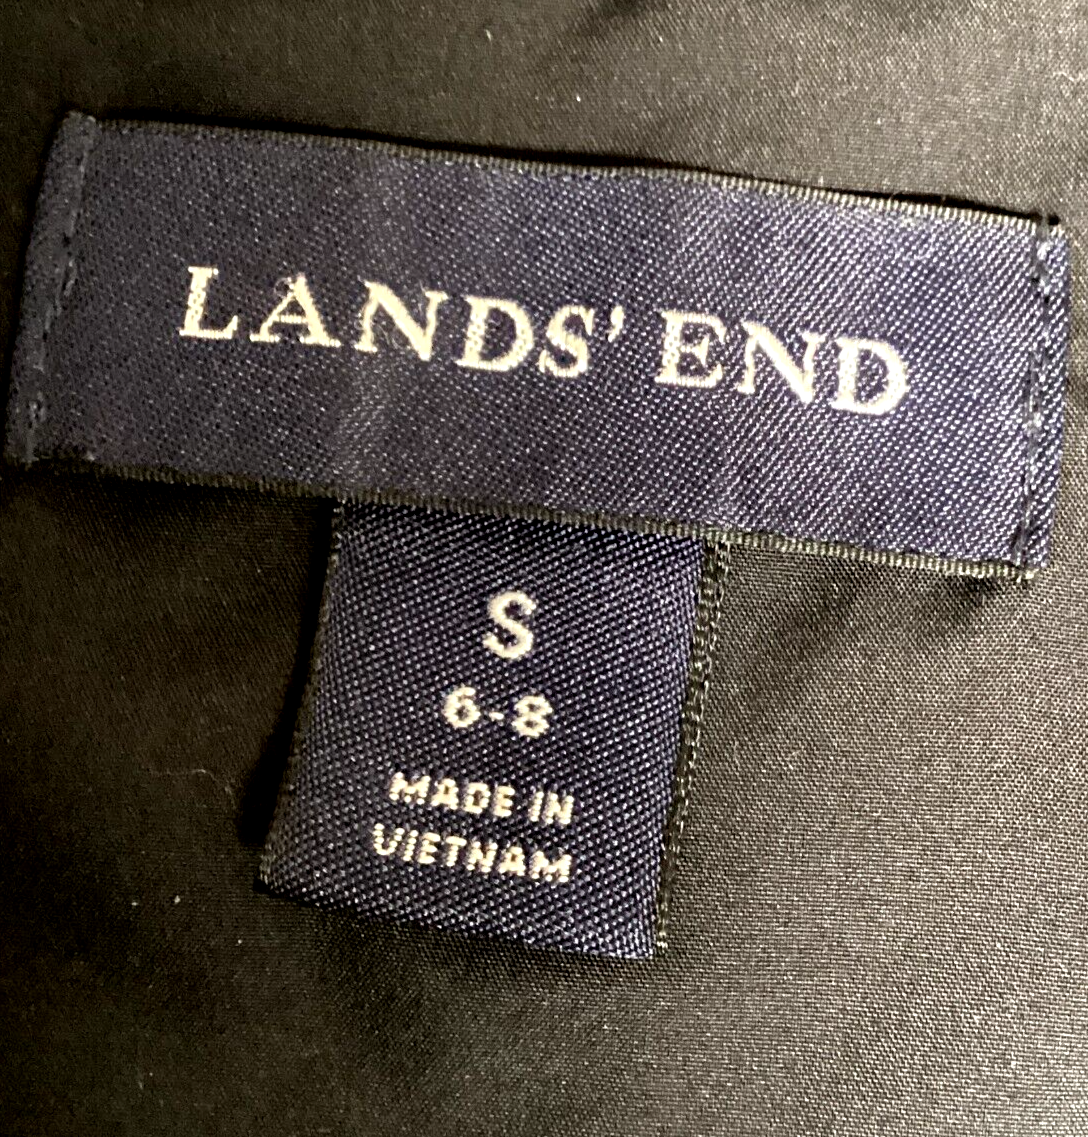 LANDS' END
S
6-8
MADE IN
VIETNAM